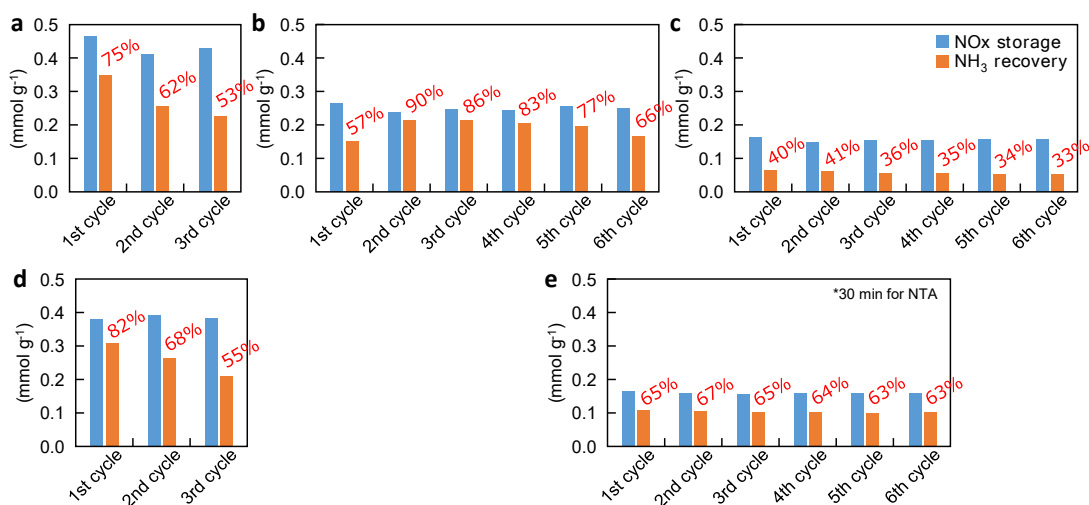 a
(mmol g⁻¹)
0.5
0.4
0.3
0.2
0.1
0.0
75%
62%
53%
1st cycle
2nd cycle
3rd cycle
b
(mmol g⁻¹)
0.5
0.4
0.3
0.2
0.1
0.0
57%
90%
86%
83%
77%
66%
1st cycle
2nd cycle
3rd cycle
4th cycle
5th cycle
6th cycle
c
(mmol g⁻¹)
0.5
0.4
0.3
0.2
0.1
0.0
NOx storage
NH₃ recovery
40%
41%
36%
35%
34%
33%
1st cycle
2nd cycle
3rd cycle
4th cycle
5th cycle
6th cycle
d
(mmol g⁻¹)
0.5
0.4
0.3
0.2
0.1
0.0
82%
68%
55%
1st cycle
2nd cycle
3rd cycle
e
(mmol g⁻¹)
0.5
0.4
0.3
0.2
0.1
0.0
*30 min for NTA
65%
67%
65%
64%
63%
63%
1st cycle
2nd cycle
3rd cycle
4th cycle
5th cycle
6th cycle